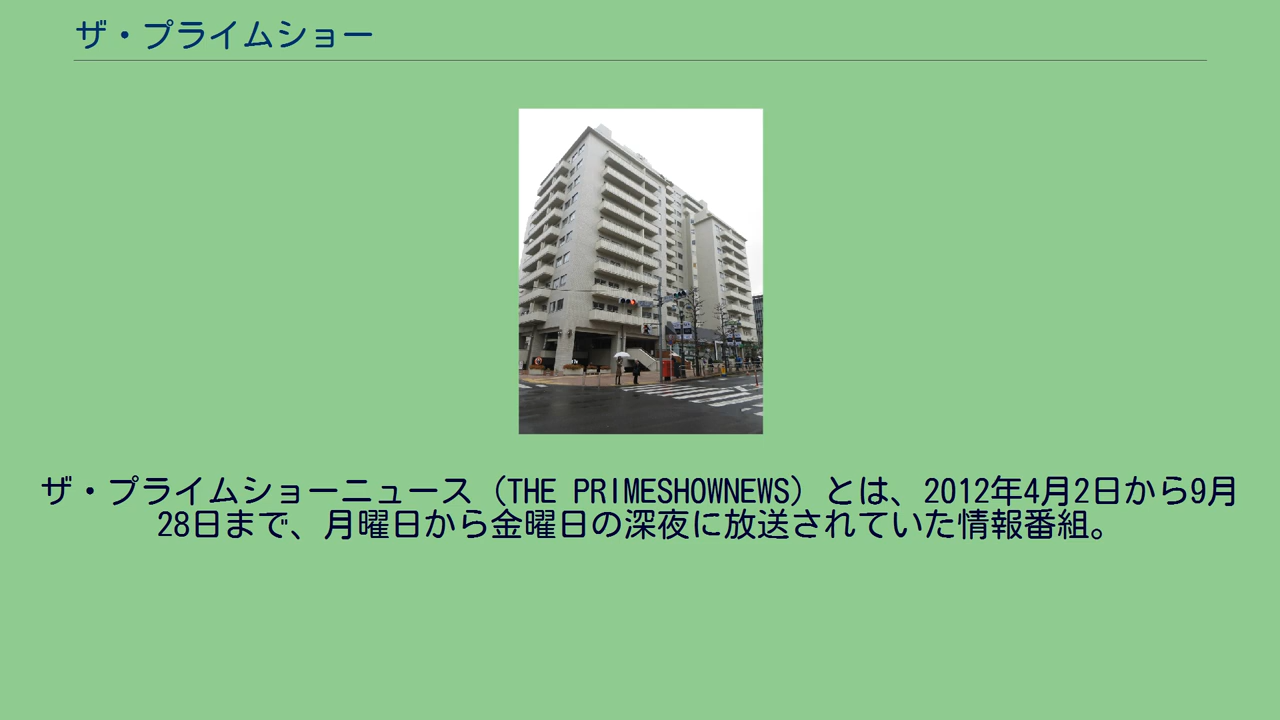 ザ・プライムショー
ザ・プライムショーニュース（THE PRIMESHOWNEWS）とは、2012年4月2日から9月
28日まで、月曜日から金曜日の深夜に放送されていた情報番組。